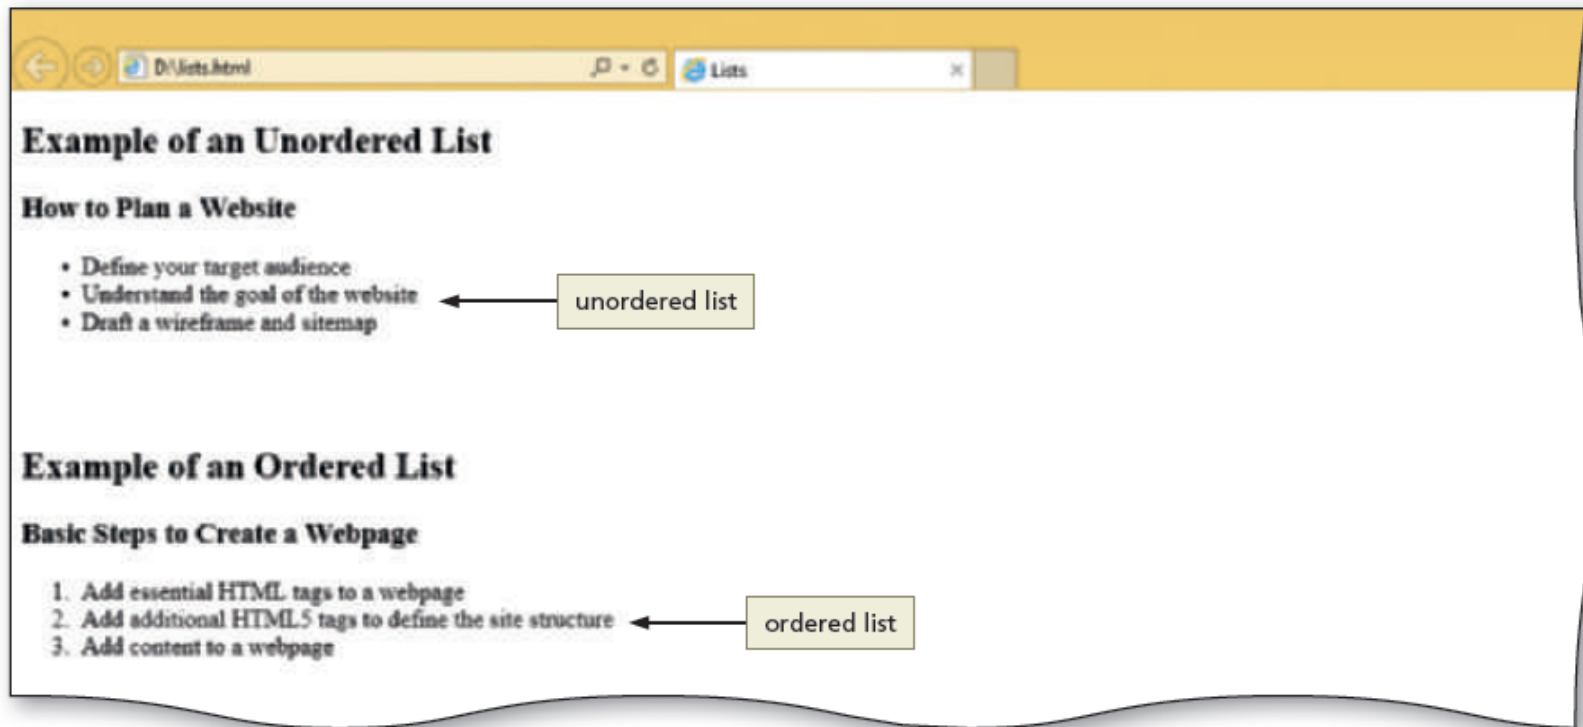 D:\lists.html
Lists
Example of an Unordered List
How to Plan a Website
• Define your target audience
• Understand the goal of the website
• Draft a wireframe and sitemap
unordered list
Example of an Ordered List
Basic Steps to Create a Webpage
1. Add essential HTML tags to a webpage
2. Add additional HTML5 tags to define the site structure
3. Add content to a webpage
ordered list